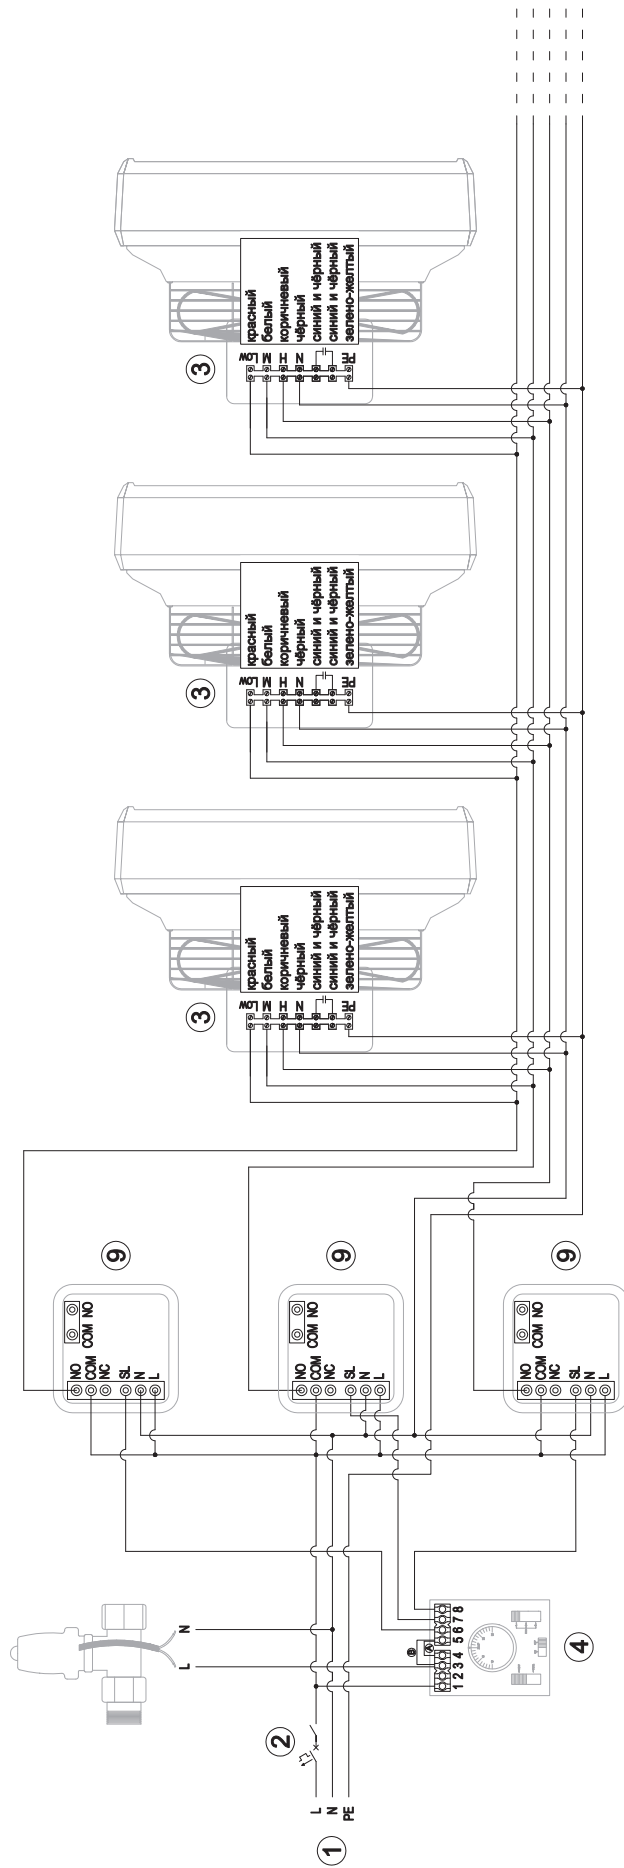 L
N
1
L
N
PE
2
L
N
B
A
1 2 3 4 5 6 7 8
4
NO
COM
NC
SL
N
L
COM NO
9
NO
COM
NC
SL
N
L
COM NO
9
NO
COM
NC
SL
N
L
COM NO
9
3
LOW
M
H
N
PE
красный
белый
коричневый
чёрный
синий и чёрный
синий и чёрный
зелено-желтый
3
LOW
M
H
N
PE
красный
белый
коричневый
чёрный
синий и чёрный
синий и чёрный
зелено-желтый
3
LOW
M
H
N
PE
красный
белый
коричневый
чёрный
синий и чёрный
синий и чёрный
зелено-желтый